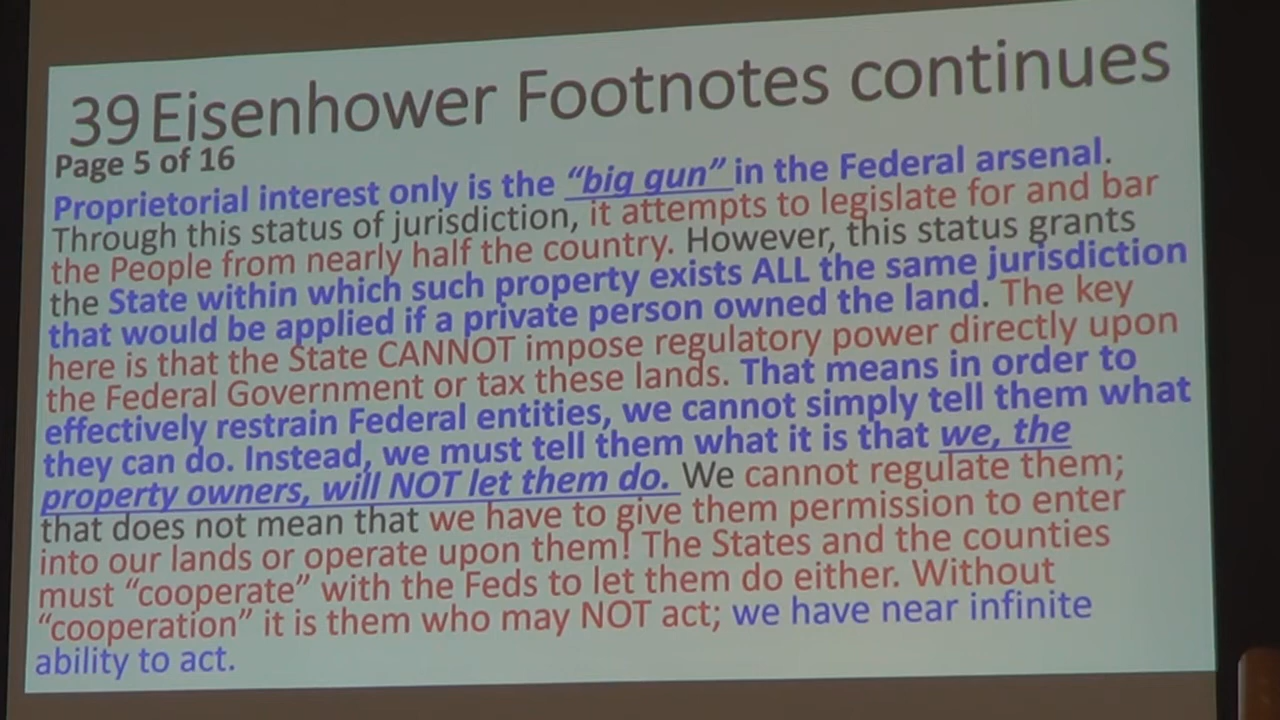 39 Eisenhower Footnotes continues
Page 5 of 16
Proprietorial interest only is the “big gun” in the Federal arsenal.
Through this status of jurisdiction, it attempts to legislate for and bar
the People from nearly half the country. However, this status grants
the State within which such property exists ALL the same jurisdiction
that would be applied if a private person owned the land. The key
here is that the State CANNOT impose regulatory power directly upon
the Federal Government or tax these lands. That means in order to
effectively restrain Federal entities, we cannot simply tell them what
they can do. Instead, we must tell them what it is that we, the
property owners, will NOT let them do. We cannot regulate them;
that does not mean that we have to give them permission to enter
into our lands or operate upon them! The States and the counties
must “cooperate” with the Feds to let them do either. Without
“cooperation” it is them who may NOT act; we have near infinite
ability to act.